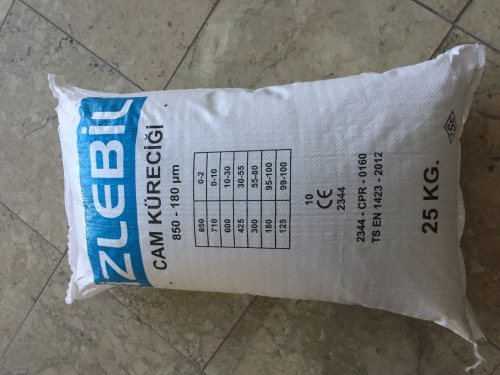 İZLEBİL
CAM KÜRECİĞİ
850 - 180 µm
850 0-2
710 0-10
600 10-30
425 30-55
300 55-80
180 95-100
125 99-100
10
CE
2344
2344 - CPR - 0160
TS EN 1423 - 2012
25 KG.
TSE